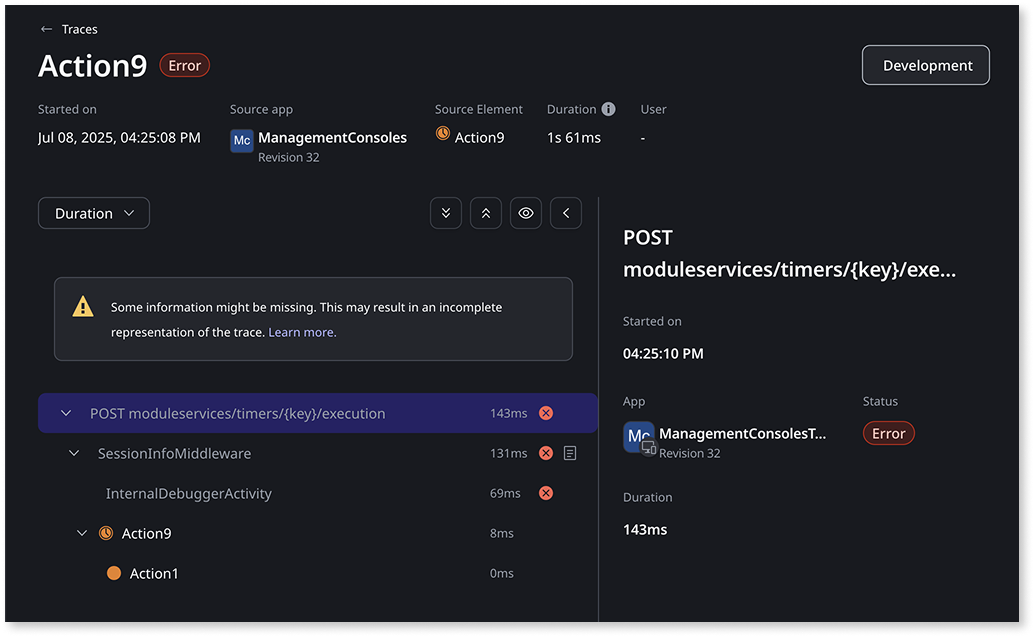 ← Traces
Action9 Error
Development
Started on
Jul 08, 2025, 04:25:08 PM
Source app
Mc ManagementConsoles
Revision 32
Source Element
Action9
Duration
1s 61ms
User
-
Duration
Some information might be missing. This may result in an incomplete
representation of the trace. Learn more.
POST moduleservices/timers/{key}/execution 143ms
SessionInfoMiddleware 131ms
InternalDebuggerActivity 69ms
Action9 8ms
Action1 0ms
POST
moduleservices/timers/{key}/exe...
Started on
04:25:10 PM
App
Mc ManagementConsolesT...
Revision 32
Status
Error
Duration
143ms